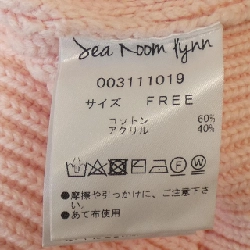 Sea Room lynn
003111019
サイズ FREE
コットン 60%
アクリル 40%
●摩擦や引っかけに、ご注意下さ
い。
●あて布使用